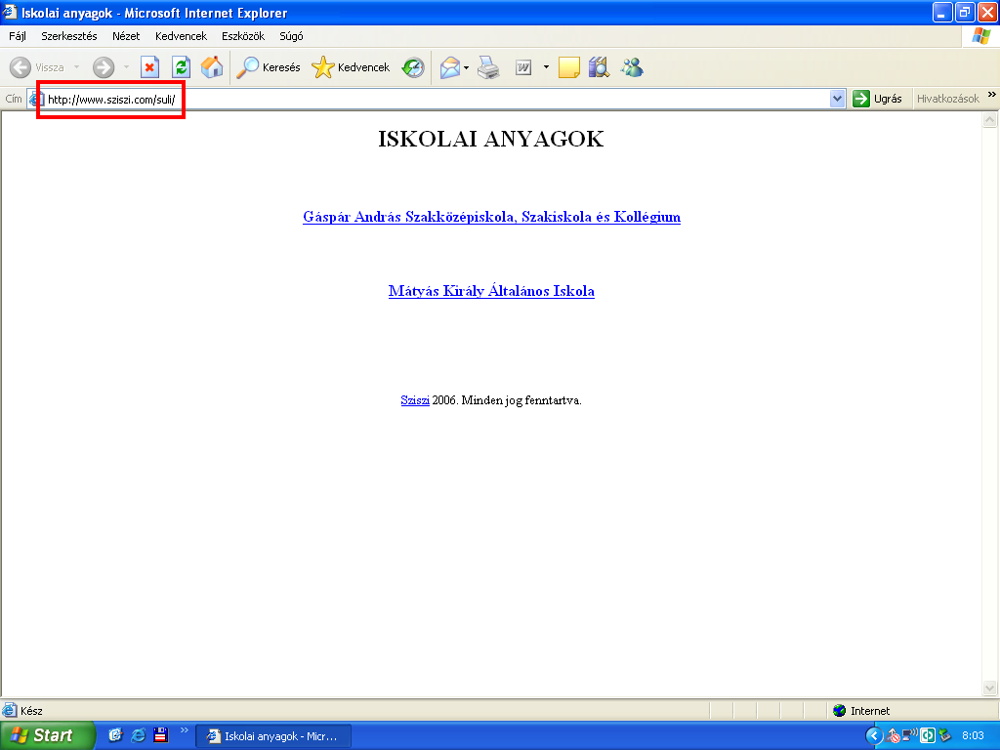 Iskolai anyagok - Microsoft Internet Explorer
Fájl Szerkesztés Nézet Kedvencek Eszközök Súgó
Vissza Keresés Kedvencek W
Cím http://www.sziszi.com/suli/ Ugrás Hivatkozások »
ISKOLAI ANYAGOK
Gáspár András Szakközépiskola, Szakiskola és Kollégium
Mátyás Király Általános Iskola
Sziszi 2006. Minden jog fenntartva.
Kész Internet
Start » Iskolai anyagok - Micr... 8:03